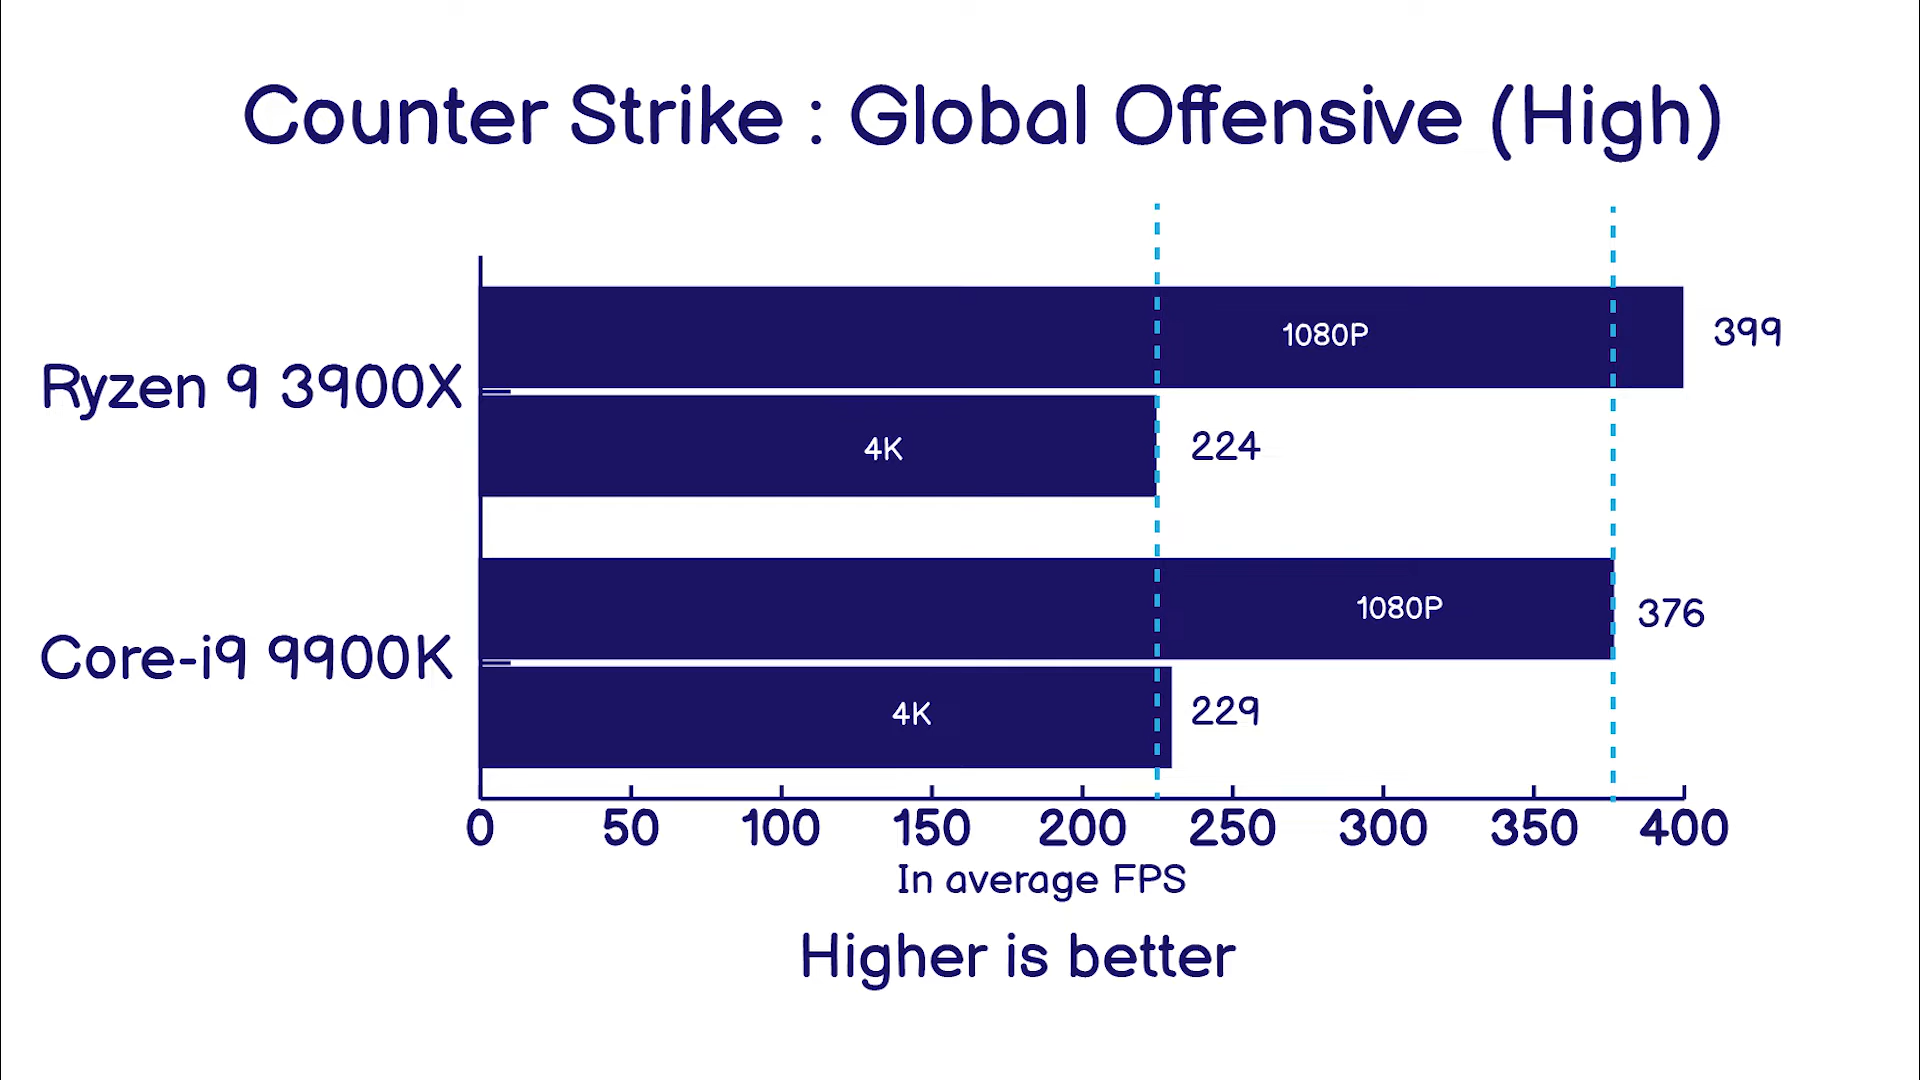 Counter Strike : Global Offensive (High)
1080P
399
Ryzen 9 3900X
4K
224
1080P
376
Core-i9 9900K
4K
229
0 50 100 150 200 250 300 350 400
In average FPS
Higher is better